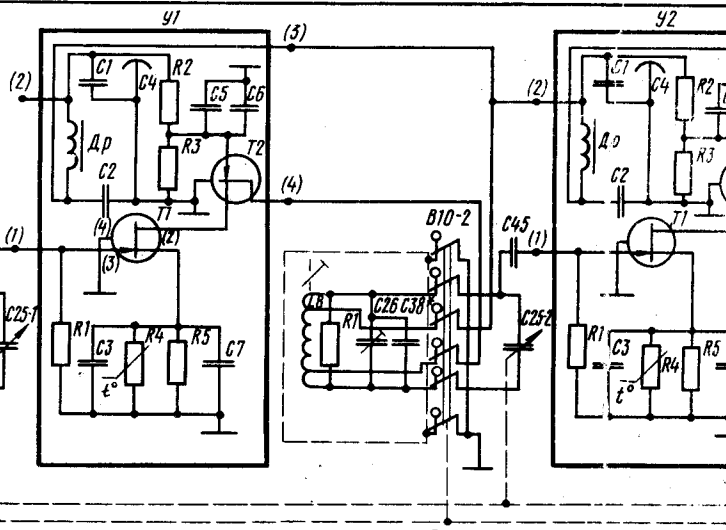 У1
У2
(3)
(2)
C1
C4
R2
C5
C6
(2)
C1
C4
R2
Др
R3
T2
Др
R3
C2
(4)
C2
T1
B10-2
T1
(4)
(2)
C45
(1)
(3)
(1)
LB
C26
C38*
C25-1
R1
R1
C25-2
R1
C3
R4
R5
C7
C3
R4
R5
t°
t°